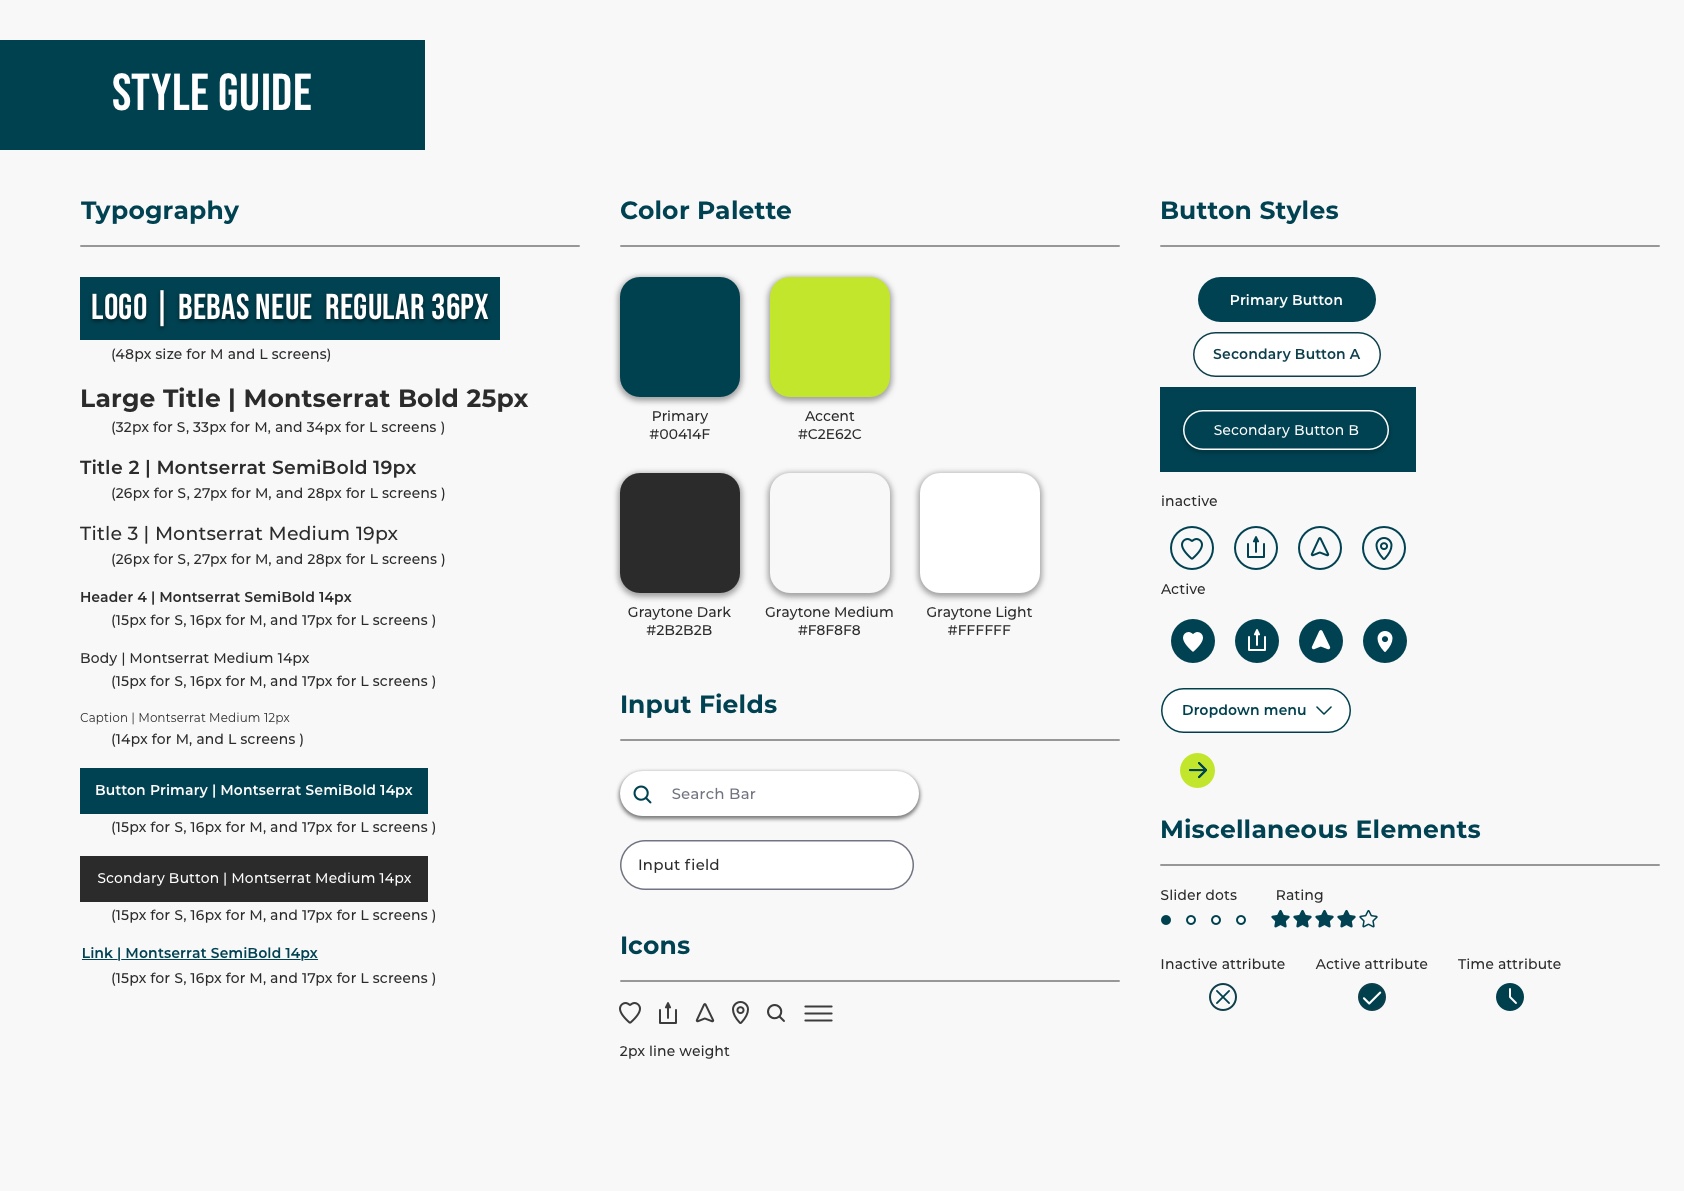 STYLE GUIDE
Typography
LOGO | BEBAS NEUE REGULAR 36PX
(48px size for M and L screens)
Large Title | Montserrat Bold 25px
(32px for S, 33px for M, and 34px for L screens )
Title 2 | Montserrat SemiBold 19px
(26px for S, 27px for M, and 28px for L screens )
Title 3 | Montserrat Medium 19px
(26px for S, 27px for M, and 28px for L screens )
Header 4 | Montserrat SemiBold 14px
(15px for S, 16px for M, and 17px for L screens )
Body | Montserrat Medium 14px
(15px for S, 16px for M, and 17px for L screens )
Caption | Montserrat Medium 12px
(14px for M, and L screens )
Button Primary | Montserrat SemiBold 14px
(15px for S, 16px for M, and 17px for L screens )
Scondary Button | Montserrat Medium 14px
(15px for S, 16px for M, and 17px for L screens )
Link | Montserrat SemiBold 14px
(15px for S, 16px for M, and 17px for L screens )
Color Palette
Primary
#00414F
Accent
#C2E62C
Graytone Dark
#2B2B2B
Graytone Medium
#F8F8F8
Graytone Light
#FFFFFF
Input Fields
Search Bar
Input field
Icons
2px line weight
Button Styles
Primary Button
Secondary Button A
Secondary Button B
inactive
Active
Dropdown menu
Miscellaneous Elements
Slider dots
Rating
Inactive attribute
Active attribute
Time attribute